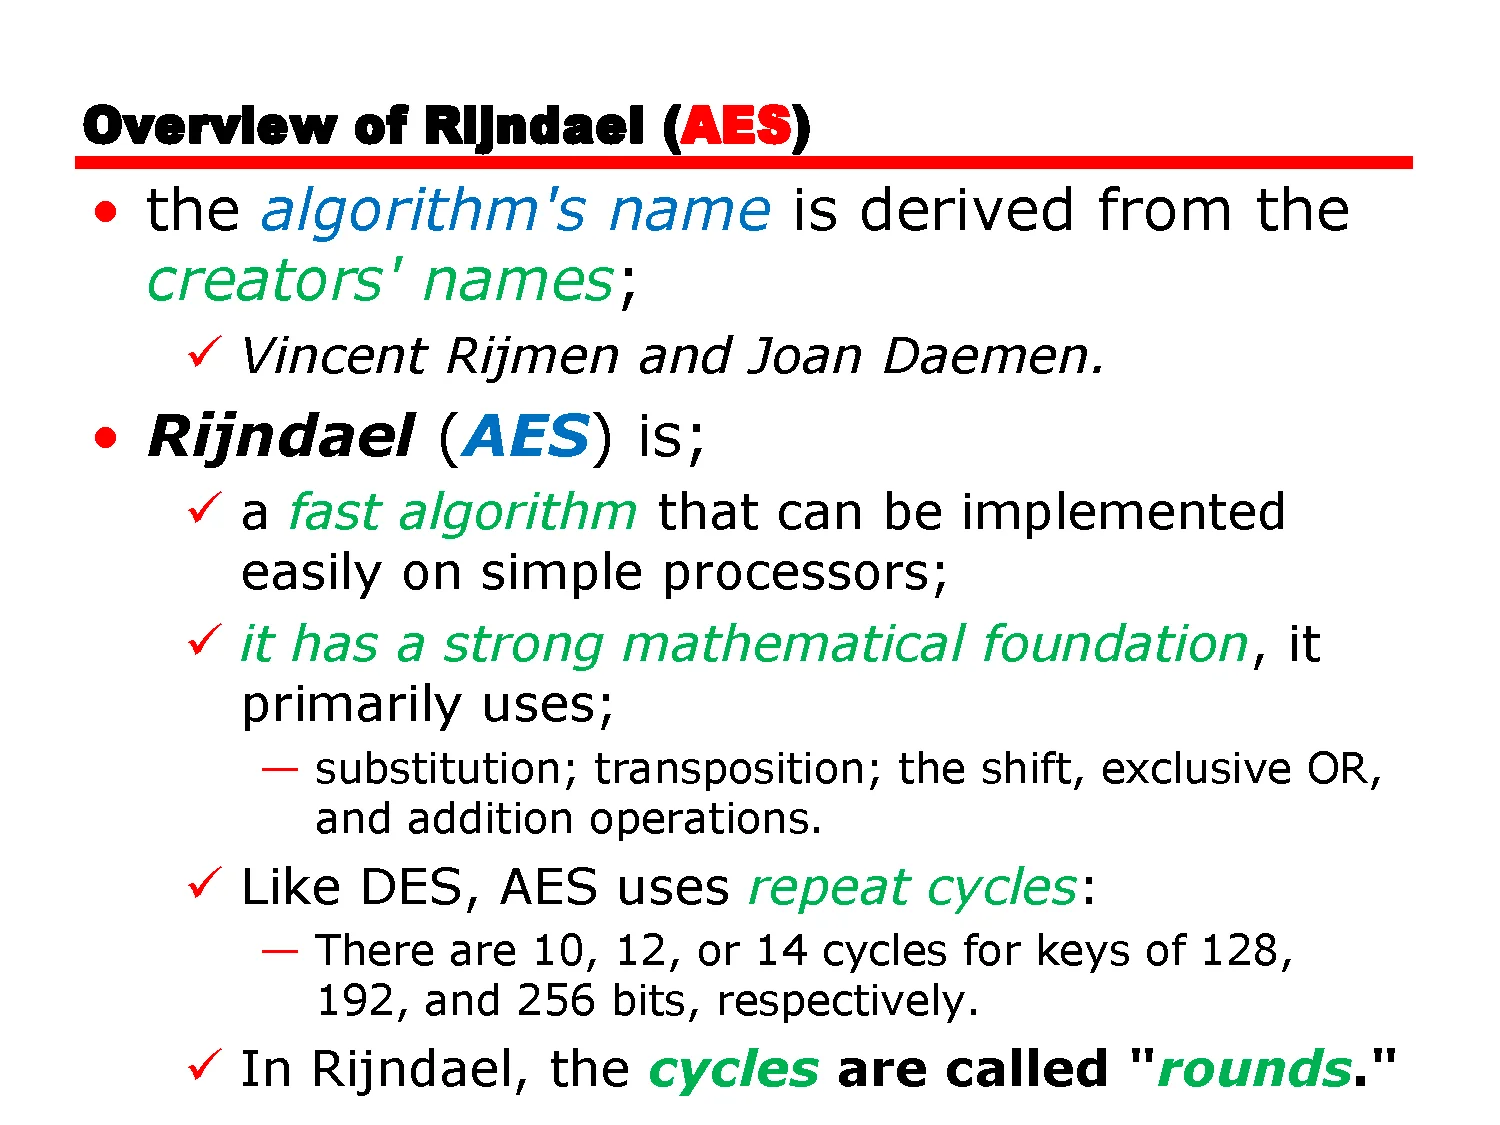 Overview of Rijndael (AES)
• the algorithm's name is derived from the
creators' names;
✓ Vincent Rijmen and Joan Daemen.
• Rijndael (AES) is;
✓ a fast algorithm that can be implemented
easily on simple processors;
✓ it has a strong mathematical foundation, it
primarily uses;
— substitution; transposition; the shift, exclusive OR,
and addition operations.
✓ Like DES, AES uses repeat cycles:
— There are 10, 12, or 14 cycles for keys of 128,
192, and 256 bits, respectively.
✓ In Rijndael, the cycles are called "rounds."